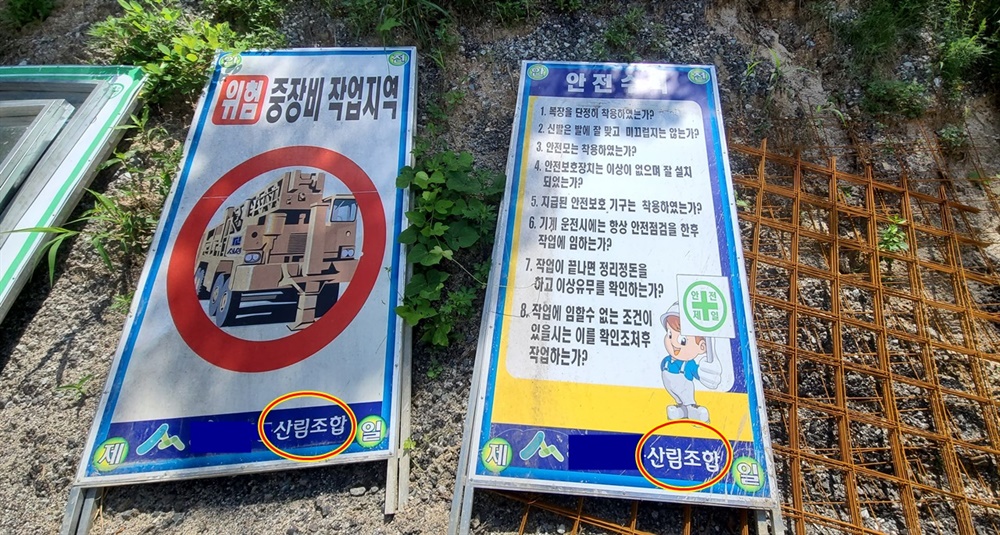 안 전
위험 중장비 작업지역
산림조합
제 일
안 전
안전수칙
1. 복장을 단정히 착용하였는가?
2. 신발은 발에 잘 맞고 미끄럽지는 않는가?
3. 안전모는 착용하였는가?
4. 안전보호장치는 이상이 없으며 잘 설치
되었는가?
5. 지급된 안전보호 기구는 착용하였는가?
6. 기계 운전시에는 항상 안전점검을 한후
작업에 임하는가?
7. 작업이 끝나면 정리정돈을
하고 이상유무를 확인하는가?
8. 작업에 임할수 없는 조건이
있을시는 이를 확인조처후
작업하는가?
안전
제일
산림조합
제 일